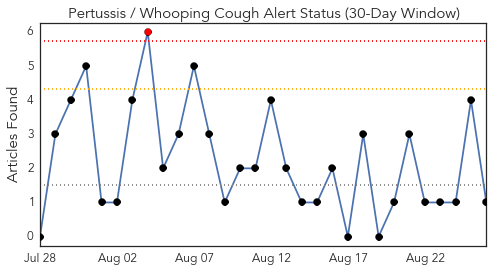 Pertussis / Whooping Cough Alert Status (30-Day Window)
Articles Found
6
5
4
3
2
1
0
Jul 28
Aug 02
Aug 07
Aug 12
Aug 17
Aug 22